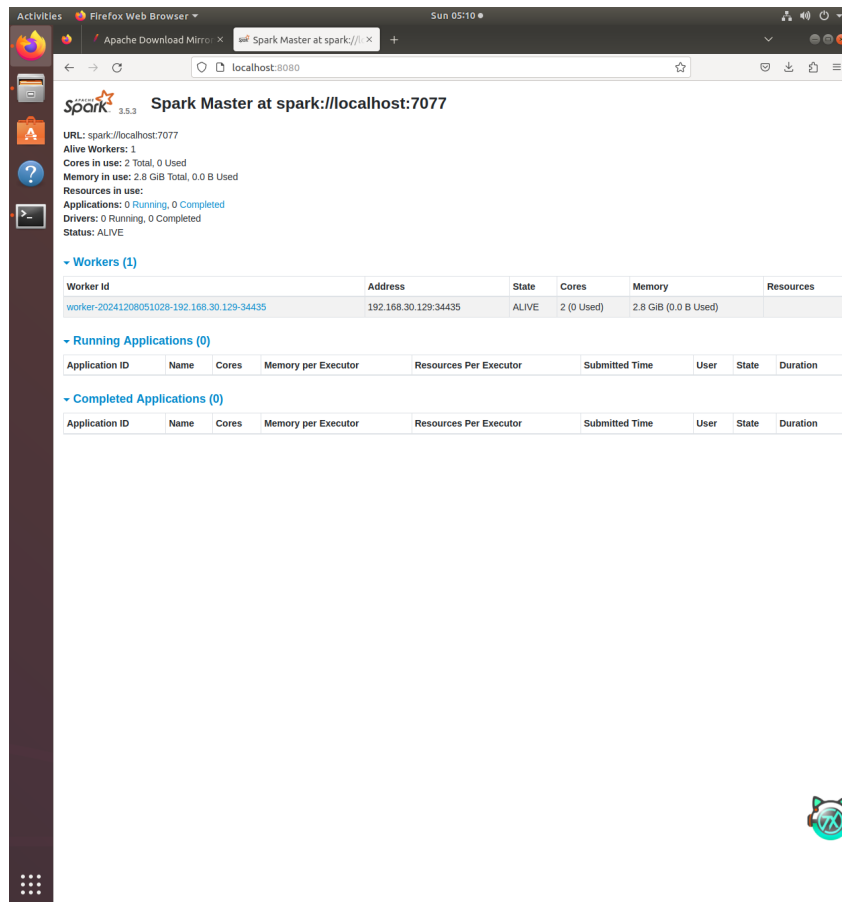 Activities Firefox Web Browser Sun 05:10
Apache Download Mirror Spark Master at spark://
localhost:8080
APACHE Spark 3.5.3 Spark Master at spark://localhost:7077
URL: spark://localhost:7077
Alive Workers: 1
Cores in use: 2 Total, 0 Used
Memory in use: 2.8 GiB Total, 0.0 B Used
Resources in use:
Applications: 0 Running, 0 Completed
Drivers: 0 Running, 0 Completed
Status: ALIVE
Workers (1)
Worker Id Address State Cores Memory Resources
worker-20241208051028-192.168.30.129-34435 192.168.30.129:34435 ALIVE 2 (0 Used) 2.8 GiB (0.0 B Used)
Running Applications (0)
Application ID Name Cores Memory per Executor Resources Per Executor Submitted Time User State Duration
Completed Applications (0)
Application ID Name Cores Memory per Executor Resources Per Executor Submitted Time User State Duration
7X